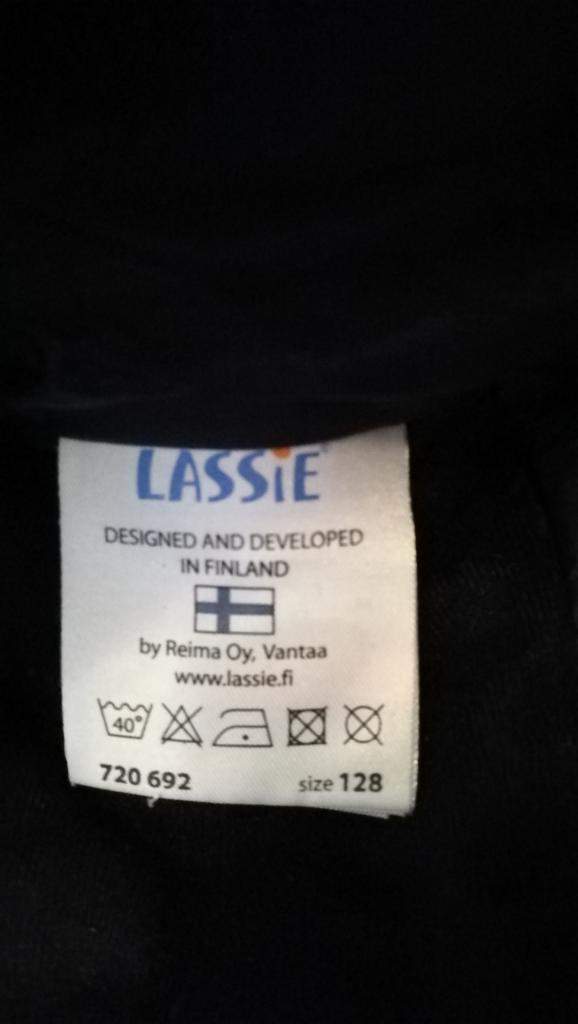 LASSiE
DESIGNED AND DEVELOPED
IN FINLAND
by Reima Oy, Vantaa
www.lassie.fi
40°
720 692 size 128